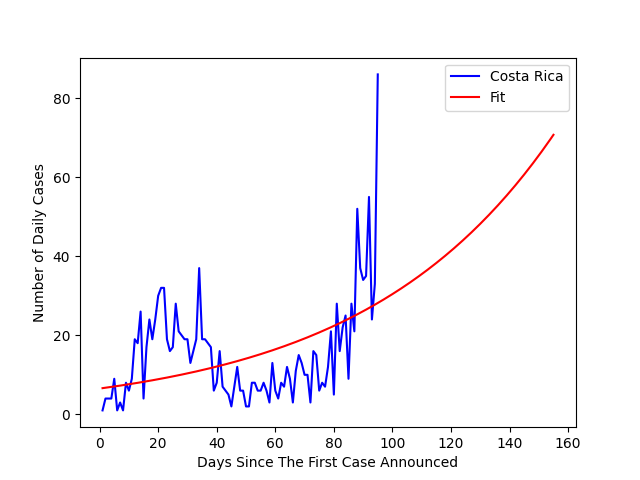 Costa Rica
Fit
Number of Daily Cases
80
60
40
20
0
0 20 40 60 80 100 120 140 160
Days Since The First Case Announced